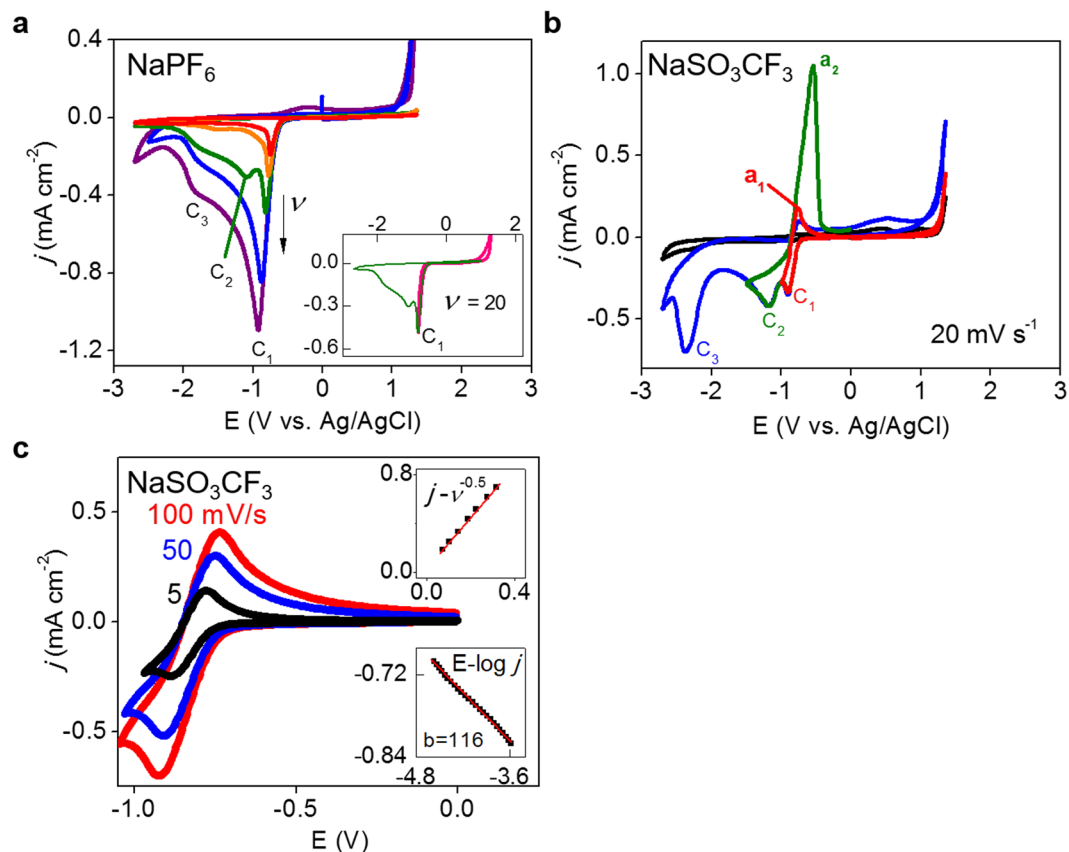 a
NaPF6
j (mA cm-2)
0.4
0.0
-0.4
-0.8
-1.2
C3
C2
C1
ν
-2 0 2
0.0
-0.3
-0.6
ν = 20
C1
-3 -2 -1 0 1 2 3
E (V vs. Ag/AgCl)
b
NaSO3CF3
j (mA cm-2)
1.0
0.5
0.0
-0.5
a2
a1
C1
C2
C3
20 mV s-1
-3 -2 -1 0 1 2 3
E (V vs. Ag/AgCl)
c
NaSO3CF3
100 mV/s
50
5
j (mA cm-2)
0.5
0.0
-0.5
0.8
0.0
j - ν-0.5
0.0 0.4
E-log j
-0.72
-0.84
b=116
-4.8 -3.6
-1.0 -0.5 0.0
E (V)